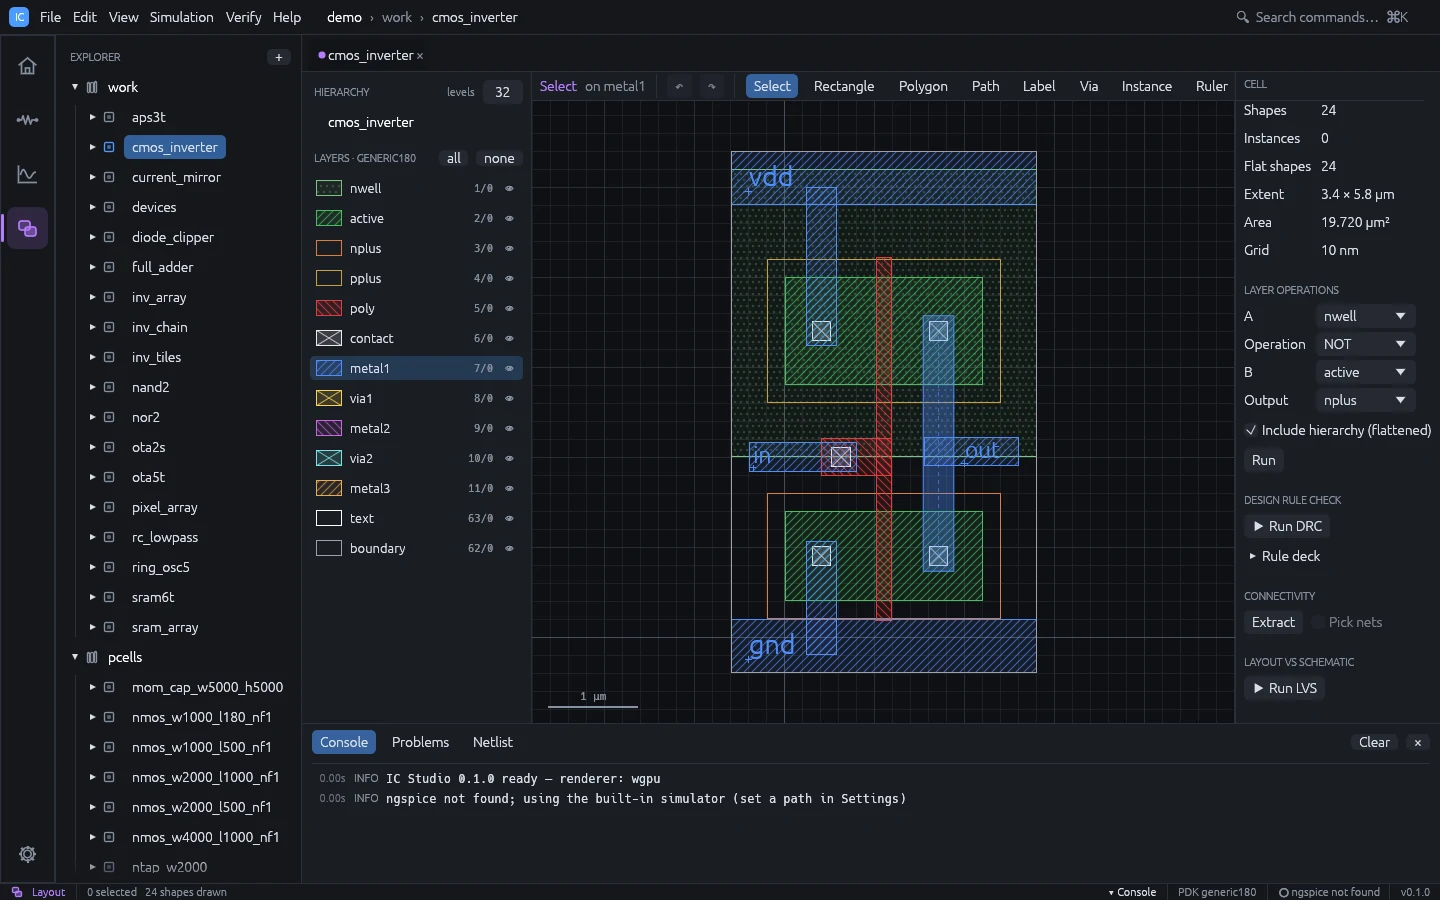 IC File Edit View Simulation Verify Help demo › work › cmos_inverter Search commands… ⌘K
EXPLORER +
work
aps3t
cmos_inverter
current_mirror
devices
diode_clipper
full_adder
inv_array
inv_chain
inv_tiles
nand2
nor2
ota2s
ota5t
pixel_array
rc_lowpass
ring_osc5
sram6t
sram_array
pcells
mom_cap_w5000_h5000
nmos_w1000_l180_nf1
nmos_w1000_l500_nf1
nmos_w2000_l1000_nf1
nmos_w2000_l500_nf1
nmos_w4000_l1000_nf1
ntap_w2000
cmos_inverter ×
HIERARCHY levels 32
cmos_inverter
LAYERS · GENERIC180 all none
nwell 1/0
active 2/0
nplus 3/0
pplus 4/0
poly 5/0
contact 6/0
metal1 7/0
via1 8/0
metal2 9/0
via2 10/0
metal3 11/0
text 63/0
boundary 62/0
Select on metal1 Select Rectangle Polygon Path Label Via Instance Ruler
vdd
in
out
gnd
1 µm
CELL
Shapes 24
Instances 0
Flat shapes 24
Extent 3.4 × 5.8 µm
Area 19.720 µm²
Grid 10 nm
LAYER OPERATIONS
A nwell
Operation NOT
B active
Output nplus
Include hierarchy (flattened)
Run
DESIGN RULE CHECK
Run DRC
Rule deck
CONNECTIVITY
Extract Pick nets
LAYOUT VS SCHEMATIC
Run LVS
Console Problems Netlist Clear ×
0.00s INFO IC Studio 0.1.0 ready — renderer: wgpu
0.00s INFO ngspice not found; using the built-in simulator (set a path in Settings)
Layout 0 selected 24 shapes drawn Console PDK generic180 ngspice not found v0.1.0